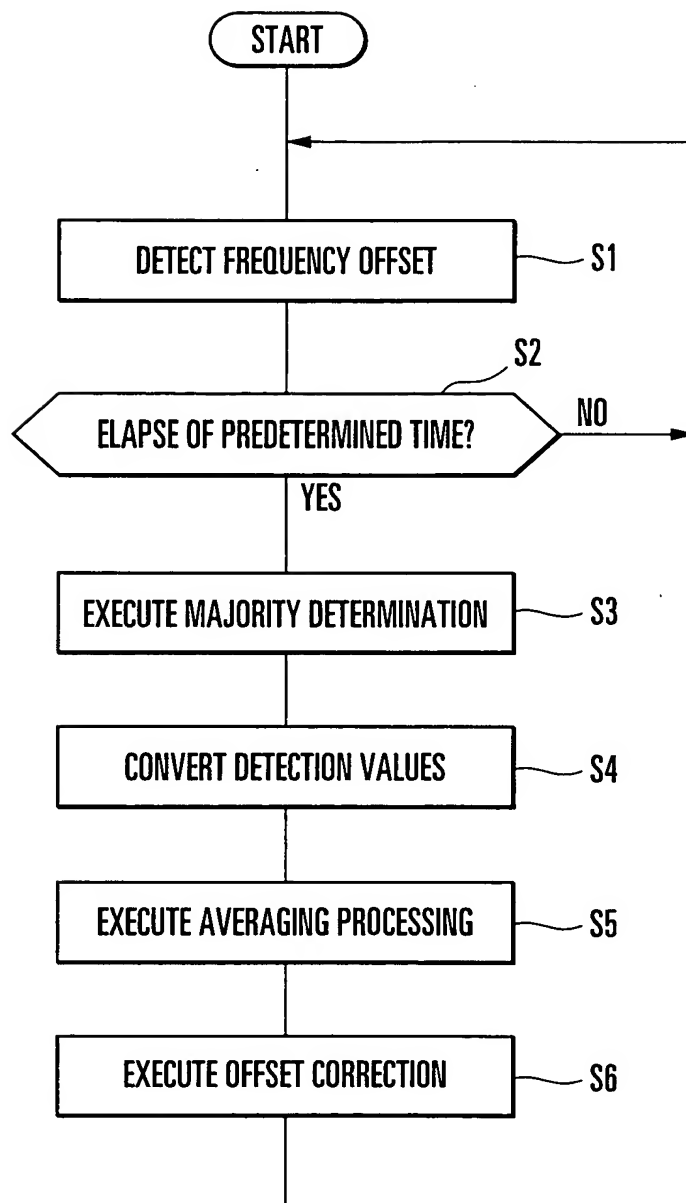 START
DETECT FREQUENCY OFFSET
S1
S2
ELAPSE OF PREDETERMINED TIME?
NO
YES
EXECUTE MAJORITY DETERMINATION
S3
CONVERT DETECTION VALUES
S4
EXECUTE AVERAGING PROCESSING
S5
EXECUTE OFFSET CORRECTION
S6